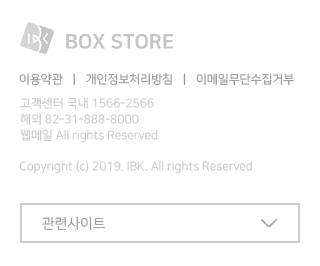 IBK BOX STORE
이용약관 | 개인정보처리방침 | 이메일무단수집거부
고객센터 국내 1566-2566
해외 82-31-888-8000
웹메일 All rights Reserved
Copyright (c) 2019, IBK. All rights Reserved
관련사이트